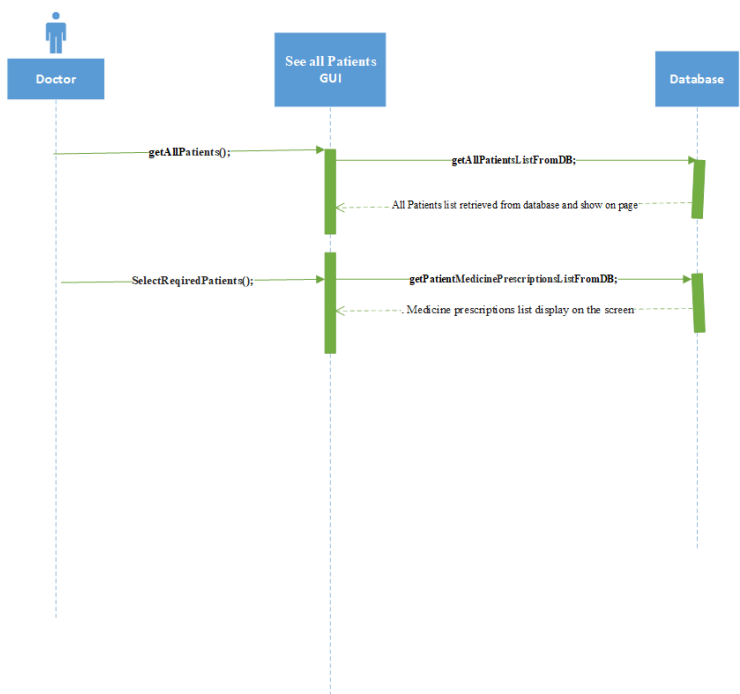 Doctor
See all Patients
GUI
Database
getAllPatients();
getAllPatientsListFromDB;
All Patients list retrieved from database and show on page
SelectReqiredPatients();
getPatientMedicinePrescriptionsListFromDB;
. Medicine prescriptions list display on the screen